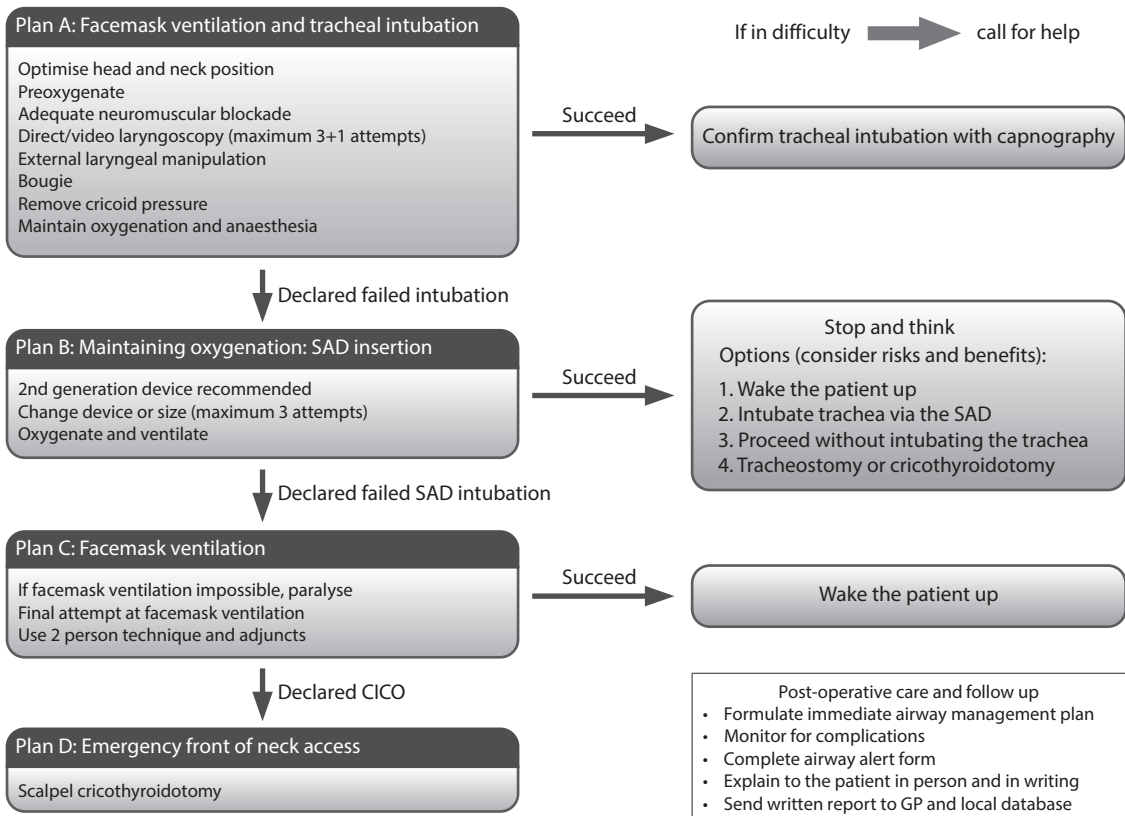 Plan A: Facemask ventilation and tracheal intubation
Optimise head and neck position
Preoxygenate
Adequate neuromuscular blockade
Direct/video laryngoscopy (maximum 3+1 attempts)
External laryngeal manipulation
Bougie
Remove cricoid pressure
Maintain oxygenation and anaesthesia
If in difficulty call for help
Succeed
Confirm tracheal intubation with capnography
Declared failed intubation
Plan B: Maintaining oxygenation: SAD insertion
2nd generation device recommended
Change device or size (maximum 3 attempts)
Oxygenate and ventilate
Succeed
Stop and think
Options (consider risks and benefits):
1. Wake the patient up
2. Intubate trachea via the SAD
3. Proceed without intubating the trachea
4. Tracheostomy or cricothyroidotomy
Declared failed SAD intubation
Plan C: Facemask ventilation
If facemask ventilation impossible, paralyse
Final attempt at facemask ventilation
Use 2 person technique and adjuncts
Succeed
Wake the patient up
Declared CICO
Plan D: Emergency front of neck access
Scalpel cricothyroidotomy
Post-operative care and follow up
• Formulate immediate airway management plan
• Monitor for complications
• Complete airway alert form
• Explain to the patient in person and in writing
• Send written report to GP and local database